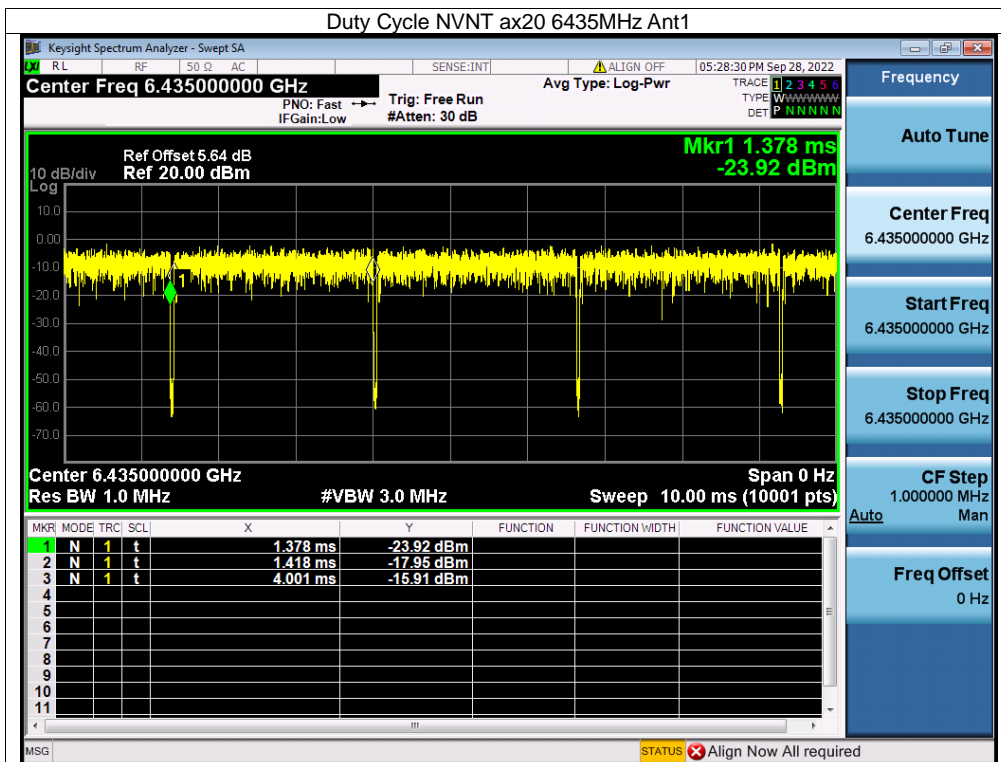 Duty Cycle NVNT ax20 6435MHz Ant1
Keysight Spectrum Analyzer - Swept SA
LXI RL RF 50 Ω AC SENSE:INT ALIGN OFF 05:28:30 PM Sep 28, 2022
Center Freq 6.435000000 GHz Avg Type: Log-Pwr TRACE 1 2 3 4 5 6
PNO: Fast Trig: Free Run TYPE WWWWWW
IFGain:Low #Atten: 30 dB DET P N N N N N
Mkr1 1.378 ms
-23.92 dBm
Ref Offset 5.64 dB
10 dB/div Ref 20.00 dBm
Log
10.0
0.00
-10.0
-20.0
-30.0
-40.0
-50.0
-60.0
-70.0
1
Center 6.435000000 GHz Span 0 Hz
Res BW 1.0 MHz #VBW 3.0 MHz Sweep 10.00 ms (10001 pts)
MKR MODE TRC SCL X Y FUNCTION FUNCTION WIDTH FUNCTION VALUE
1 N 1 t 1.378 ms -23.92 dBm
2 N 1 t 1.418 ms -17.95 dBm
3 N 1 t 4.001 ms -15.91 dBm
4
5
6
7
8
9
10
11
MSG STATUS Align Now All required
Frequency
Auto Tune
Center Freq
6.435000000 GHz
Start Freq
6.435000000 GHz
Stop Freq
6.435000000 GHz
CF Step
1.000000 MHz
Auto Man
Freq Offset
0 Hz